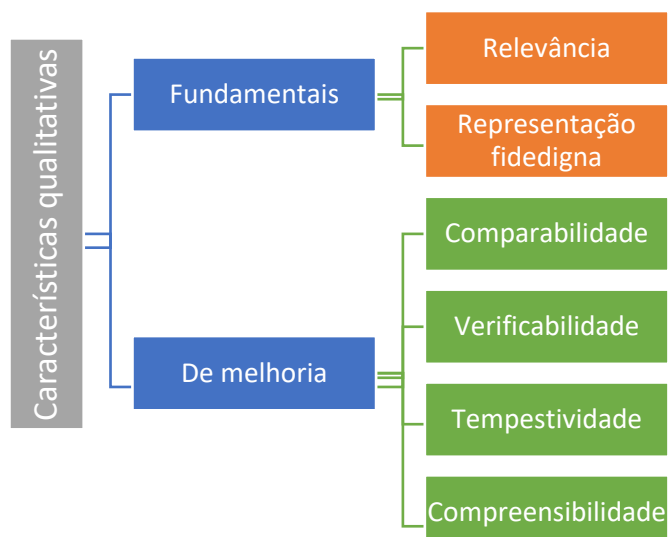 Características qualitativas
Fundamentais
Relevância
Representação
fidedigna
De melhoria
Comparabilidade
Verificabilidade
Tempestividade
Compreensibilidade